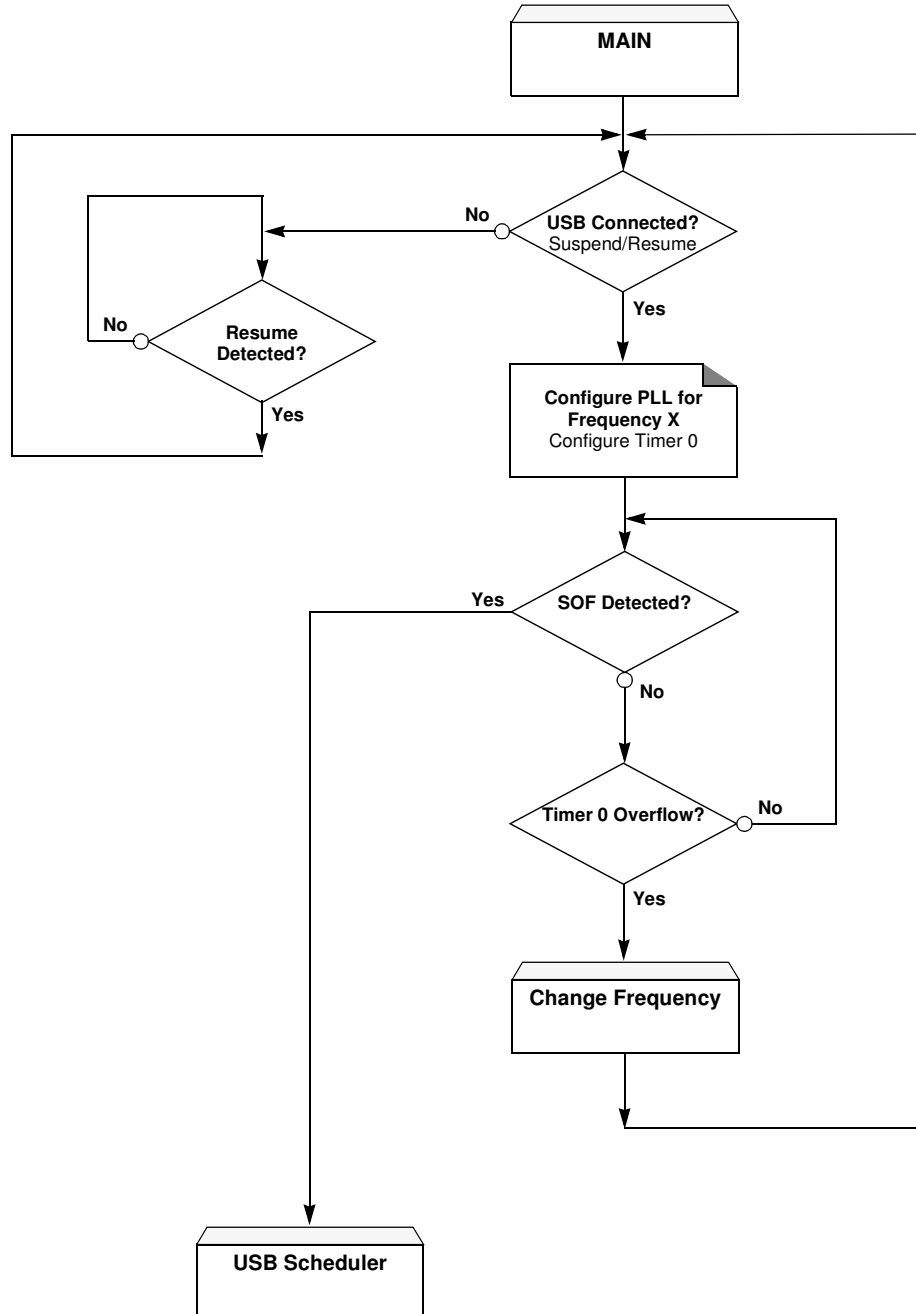 MAIN
No
USB Connected?
Suspend/Resume
Yes
No
Resume
Detected?
Yes
Configure PLL for
Frequency X
Configure Timer 0
Yes
SOF Detected?
No
Timer 0 Overflow?
No
Yes
Change Frequency
USB Scheduler